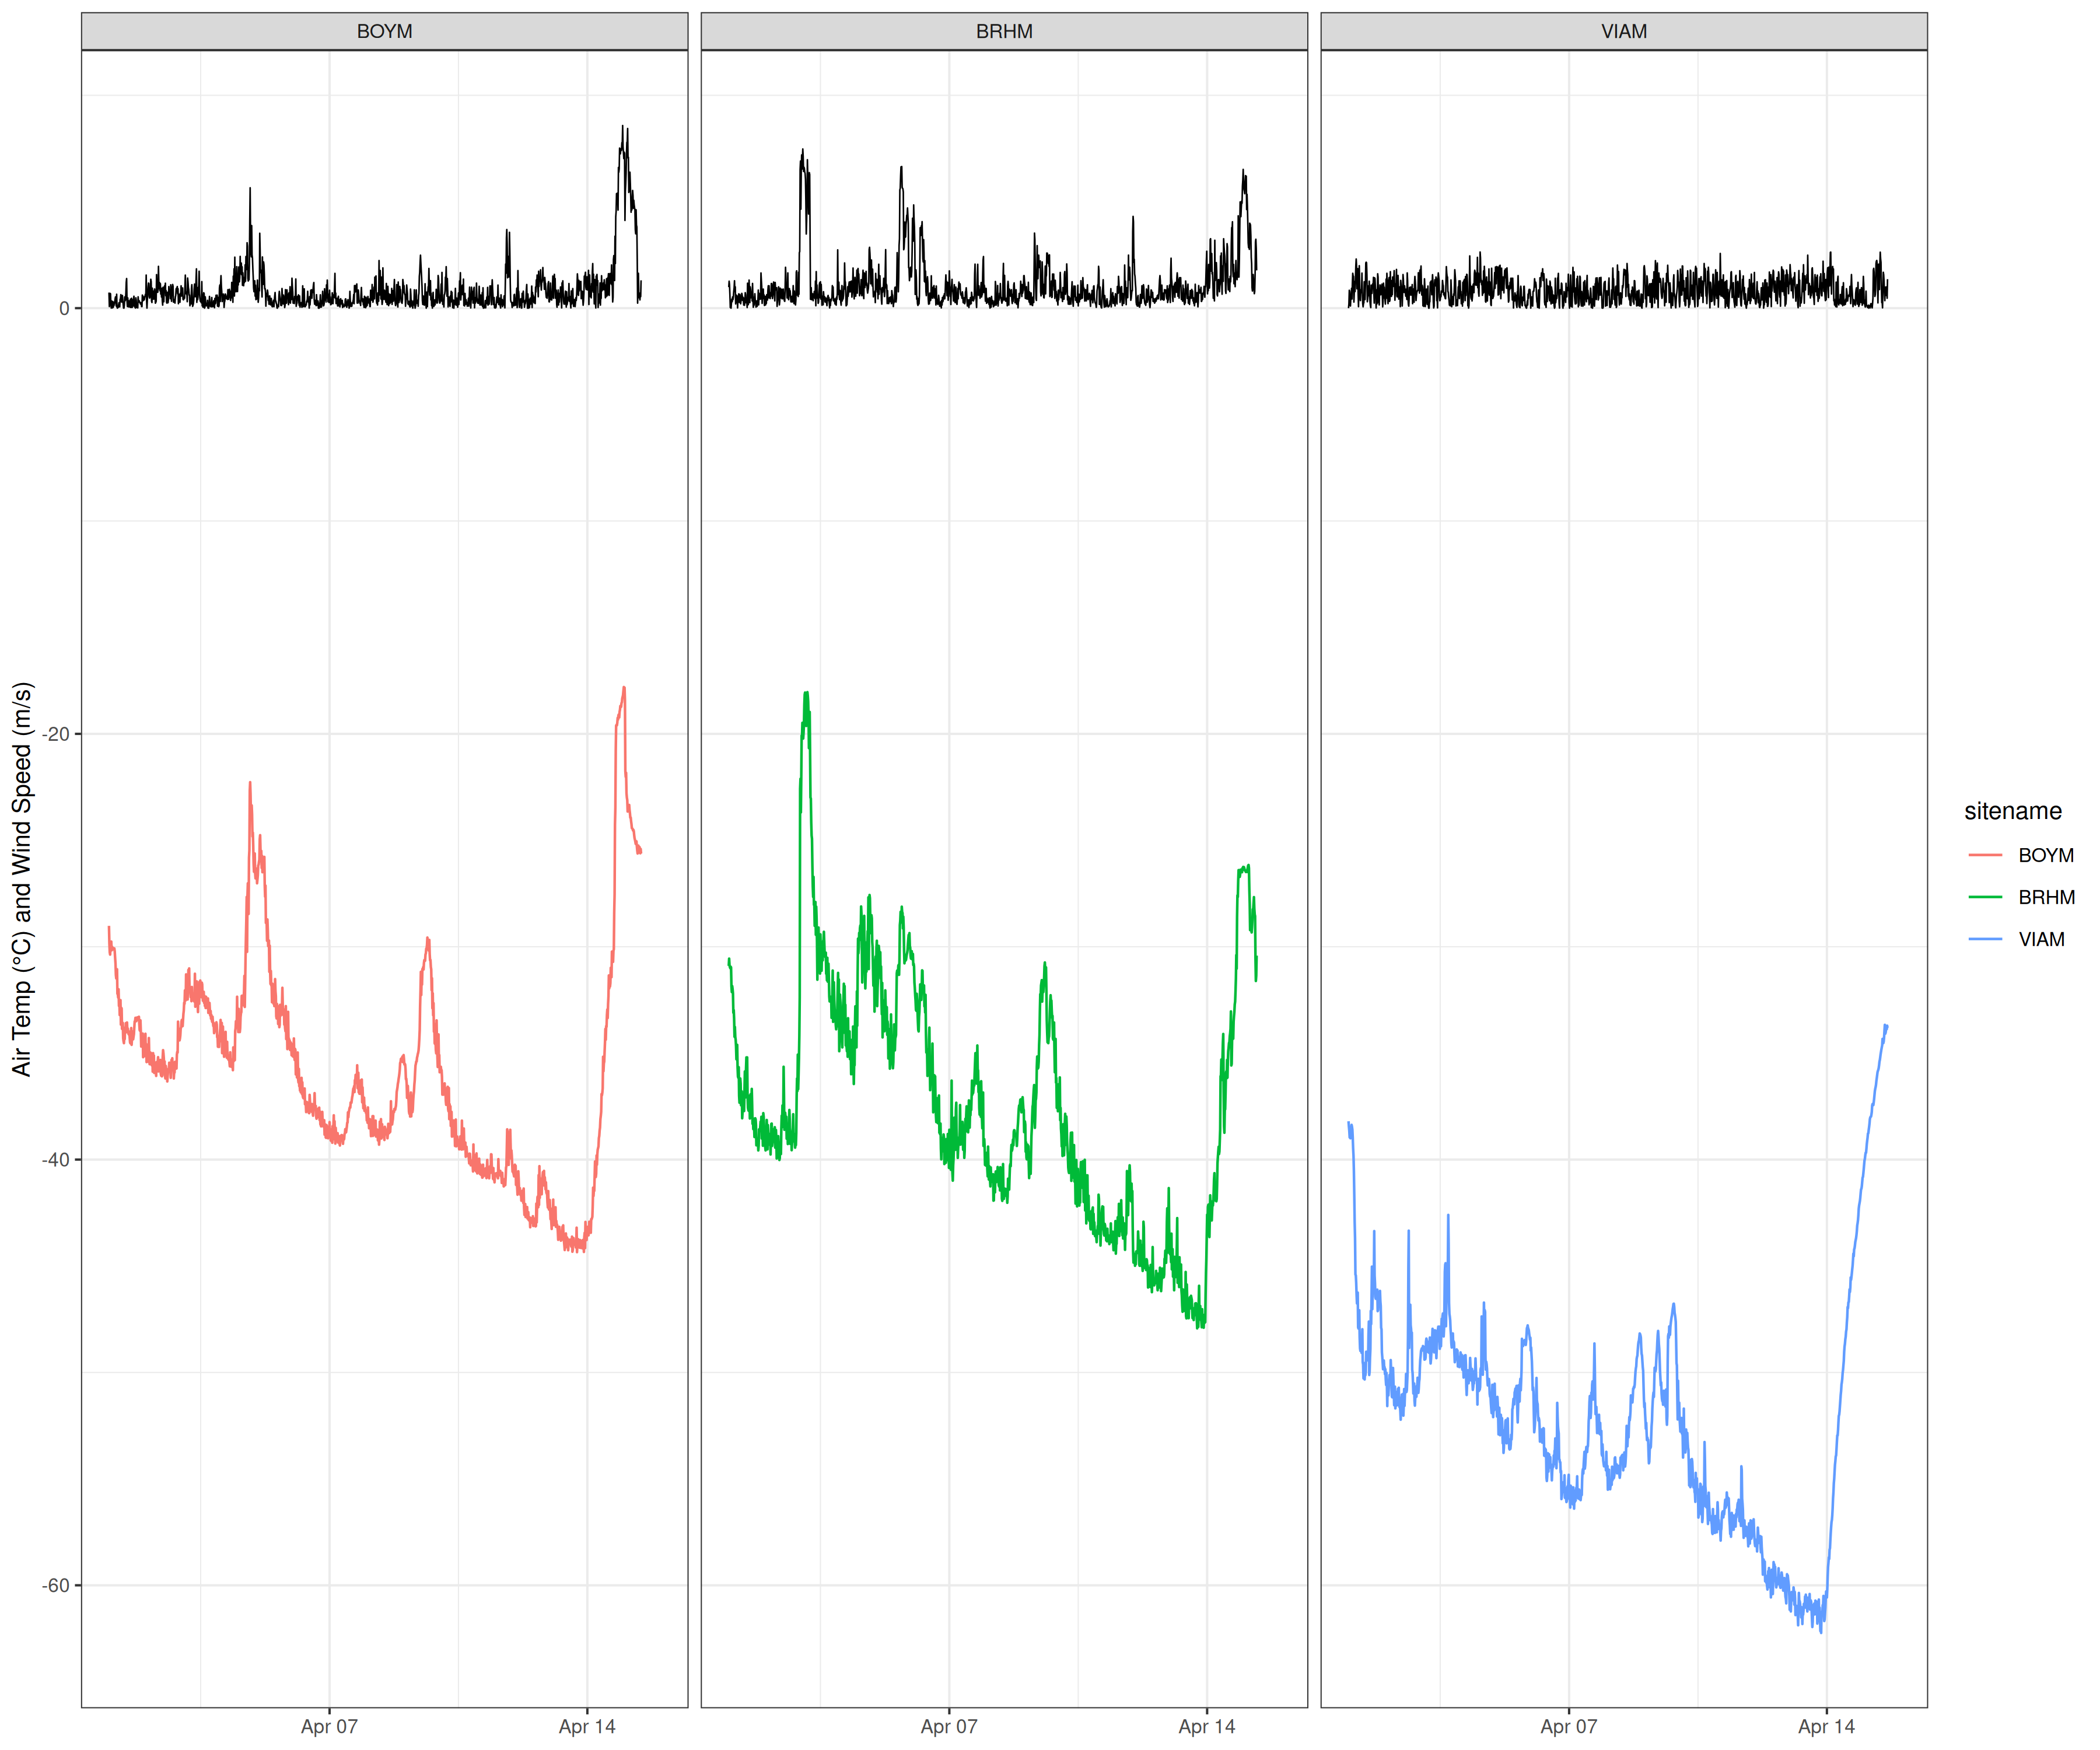 BOYM
BRHM
VIAM
0
-20
-40
-60
Air Temp (°C) and Wind Speed (m/s)
Apr 07
Apr 14
Apr 07
Apr 14
Apr 07
Apr 14
sitename
BOYM
BRHM
VIAM